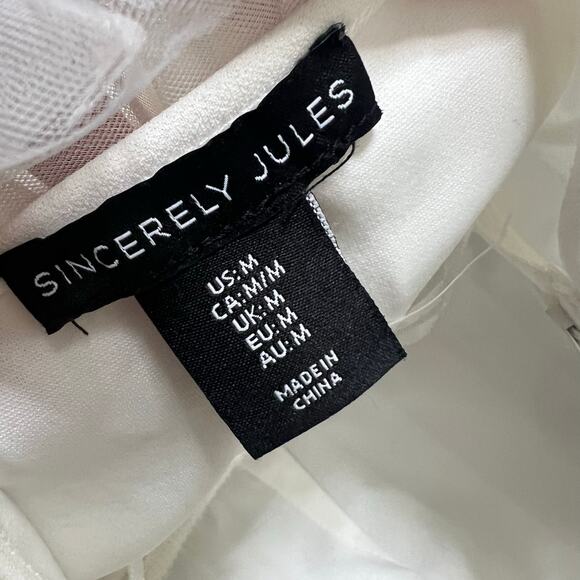 SINCERELY JULES
US: M
CA: M/M
UK: M
EU: M
AU: M
MADE IN
CHINA